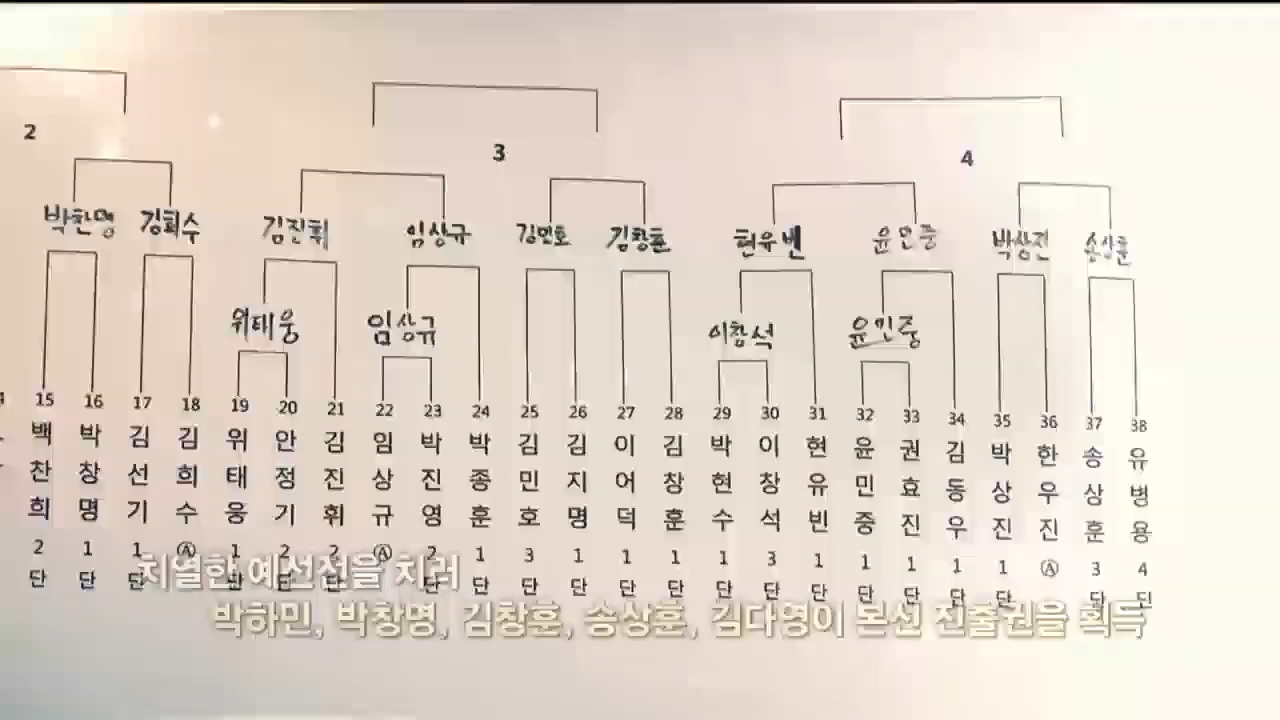 2
3
4
박찬명 김희수 김진휘 임상규 김민호 김창훈 현유빈 윤민중 박상진 송상훈
위태웅 임상규 이창석 윤민중
15 16 17 18 19 20 21 22 23 24 25 26 27 28 29 30 31 32 33 34 35 36 37 38
백찬희 박창명 김선기 김희수 위태웅 안정기 김진휘 임상규 박진영 박종훈 김민호 김지명 이어덕 김창훈 박현수 이창석 현유빈 윤민중 권효진 김동우 박상진 한우진 송상훈 유병용
2단 1단 1단 Ⓐ 1단 2단 2단 Ⓐ 2단 1단 3단 1단 1단 1단 1단 3단 1단 1단 1단 1단 1단 Ⓐ 3단 4단
치열한 예선전을 치러
박하민, 박창명, 김창훈, 송상훈, 김다영이 본선 진출권을 획득